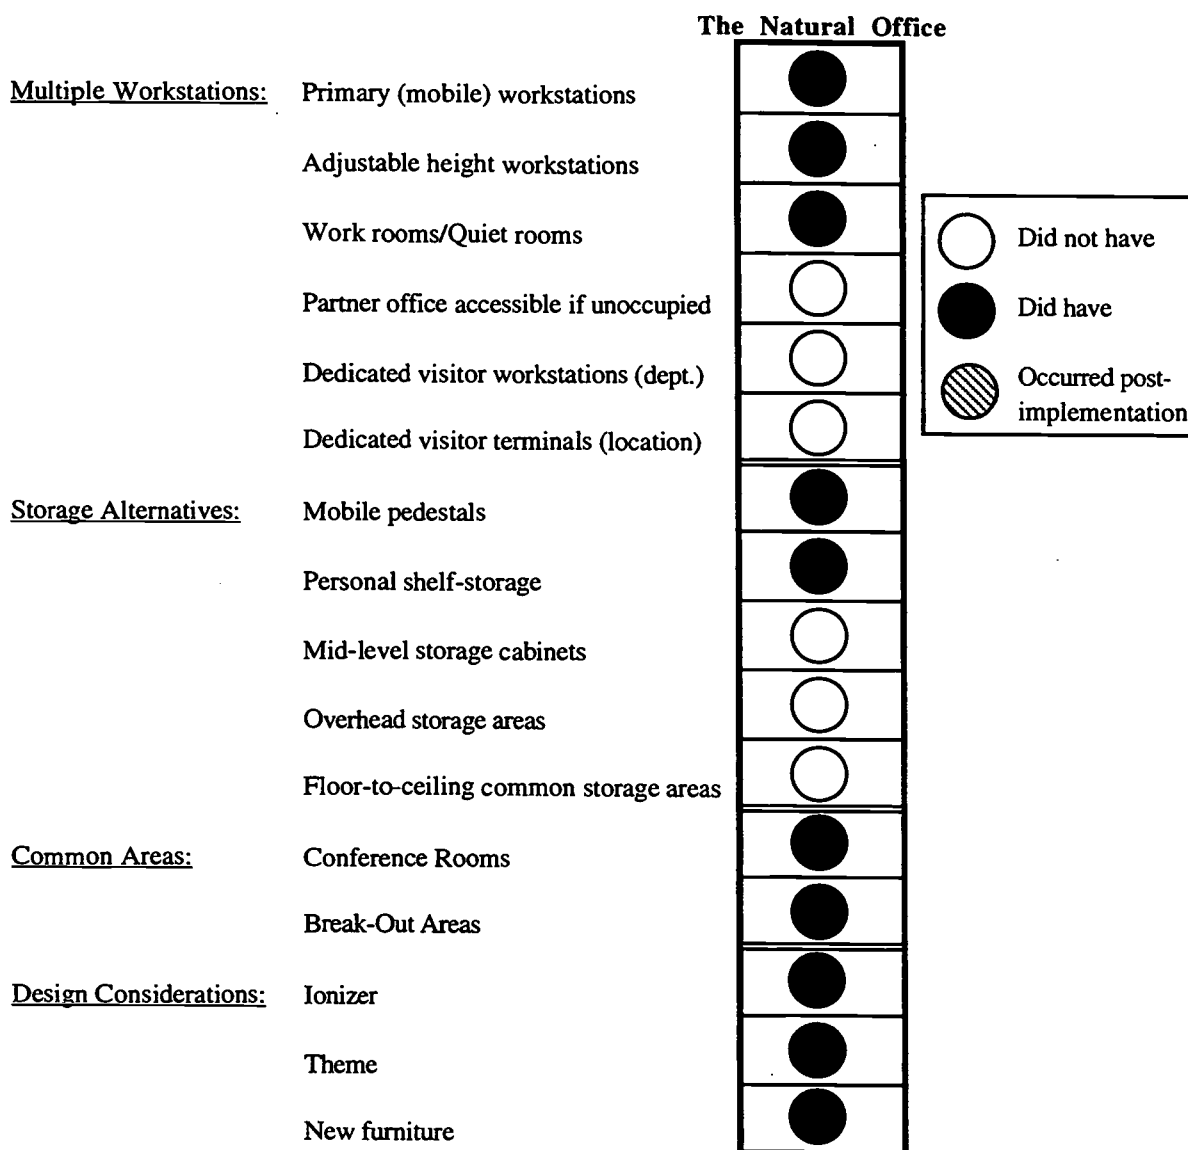 The Natural Office
Multiple Workstations: Primary (mobile) workstations
Adjustable height workstations
Work rooms/Quiet rooms
Partner office accessible if unoccupied
Dedicated visitor workstations (dept.)
Dedicated visitor terminals (location)
Storage Alternatives: Mobile pedestals
Personal shelf-storage
Mid-level storage cabinets
Overhead storage areas
Floor-to-ceiling common storage areas
Common Areas: Conference Rooms
Break-Out Areas
Design Considerations: Ionizer
Theme
New furniture
Did not have
Did have
Occurred post-
implementation